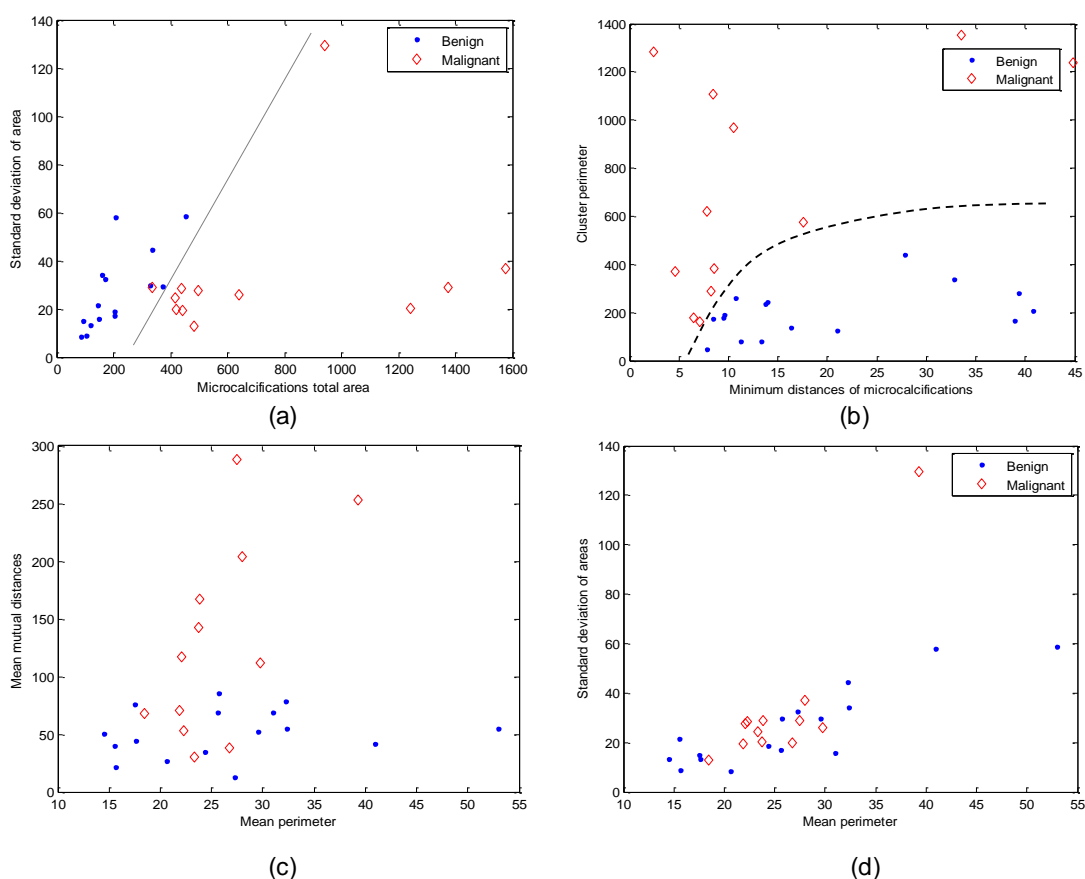 140
120
100
80
60
40
20
0
Standard deviation of area
Benign
Malignant
0 200 400 600 800 1000 1200 1400 1600
Microcalcifications total area
(a)
1400
1200
1000
800
600
400
200
0
Cluster perimeter
Benign
Malignant
0 5 10 15 20 25 30 35 40 45
Minimum distances of microcalcifications
(b)
300
250
200
150
100
50
0
Mean mutual distances
10 15 20 25 30 35 40 45 50 55
Mean perimeter
(c)
140
120
100
80
60
40
20
0
Standard deviation of areas
Benign
Malignant
10 15 20 25 30 35 40 45 50 55
Mean perimeter
(d)